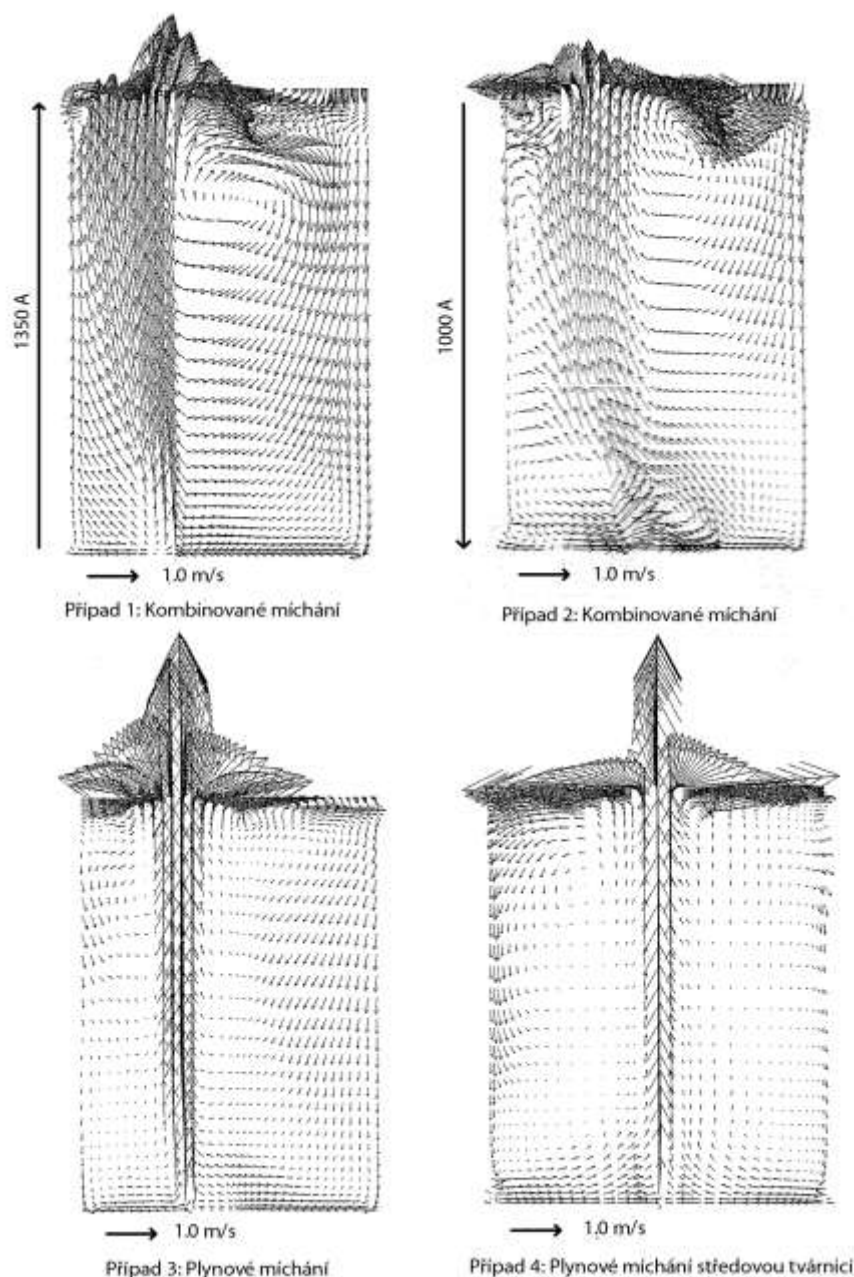 1350 A
1000 A
1.0 m/s
1.0 m/s
Případ 1: Kombinované míchání
Případ 2: Kombinované míchání
1.0 m/s
1.0 m/s
Případ 3: Plynové míchání
Případ 4: Plynové míchání středovou tvárnici